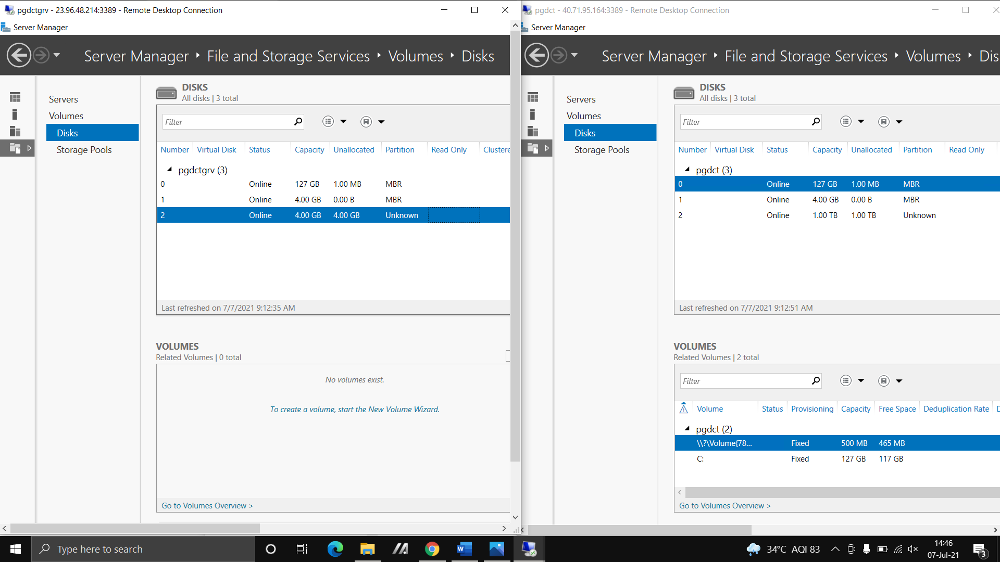 pgdctgrv - 23.96.48.214:3389 - Remote Desktop Connection
Server Manager
Server Manager ‣ File and Storage Services ‣ Volumes ‣ Disks
Servers
Volumes
Disks
Storage Pools
DISKS
All disks | 3 total
Filter
Number Virtual Disk Status Capacity Unallocated Partition Read Only Clustere
pgdctgrv (3)
0 Online 127 GB 1.00 MB MBR
1 Online 4.00 GB 0.00 B MBR
2 Online 4.00 GB 4.00 GB Unknown
Last refreshed on 7/7/2021 9:12:35 AM
VOLUMES
Related Volumes | 0 total
No volumes exist.
To create a volume, start the New Volume Wizard.
Go to Volumes Overview >
pgdct - 40.71.95.164:3389 - Remote Desktop Connection
Server Manager
Server Manager ‣ File and Storage Services ‣ Volumes ‣ Dis
Servers
Volumes
Disks
Storage Pools
DISKS
All disks | 3 total
Filter
Number Virtual Disk Status Capacity Unallocated Partition Read Only
pgdct (3)
0 Online 127 GB 1.00 MB MBR
1 Online 4.00 GB 0.00 B MBR
2 Online 1.00 TB 1.00 TB Unknown
Last refreshed on 7/7/2021 9:12:51 AM
VOLUMES
Related Volumes | 2 total
Filter
Volume Status Provisioning Capacity Free Space Deduplication Rate D
pgdct (2)
\\?\Volume{78... Fixed 500 MB 465 MB
C: Fixed 127 GB 117 GB
Go to Volumes Overview >
Type here to search
34°C AQI 83
14:46
07-Jul-21
3